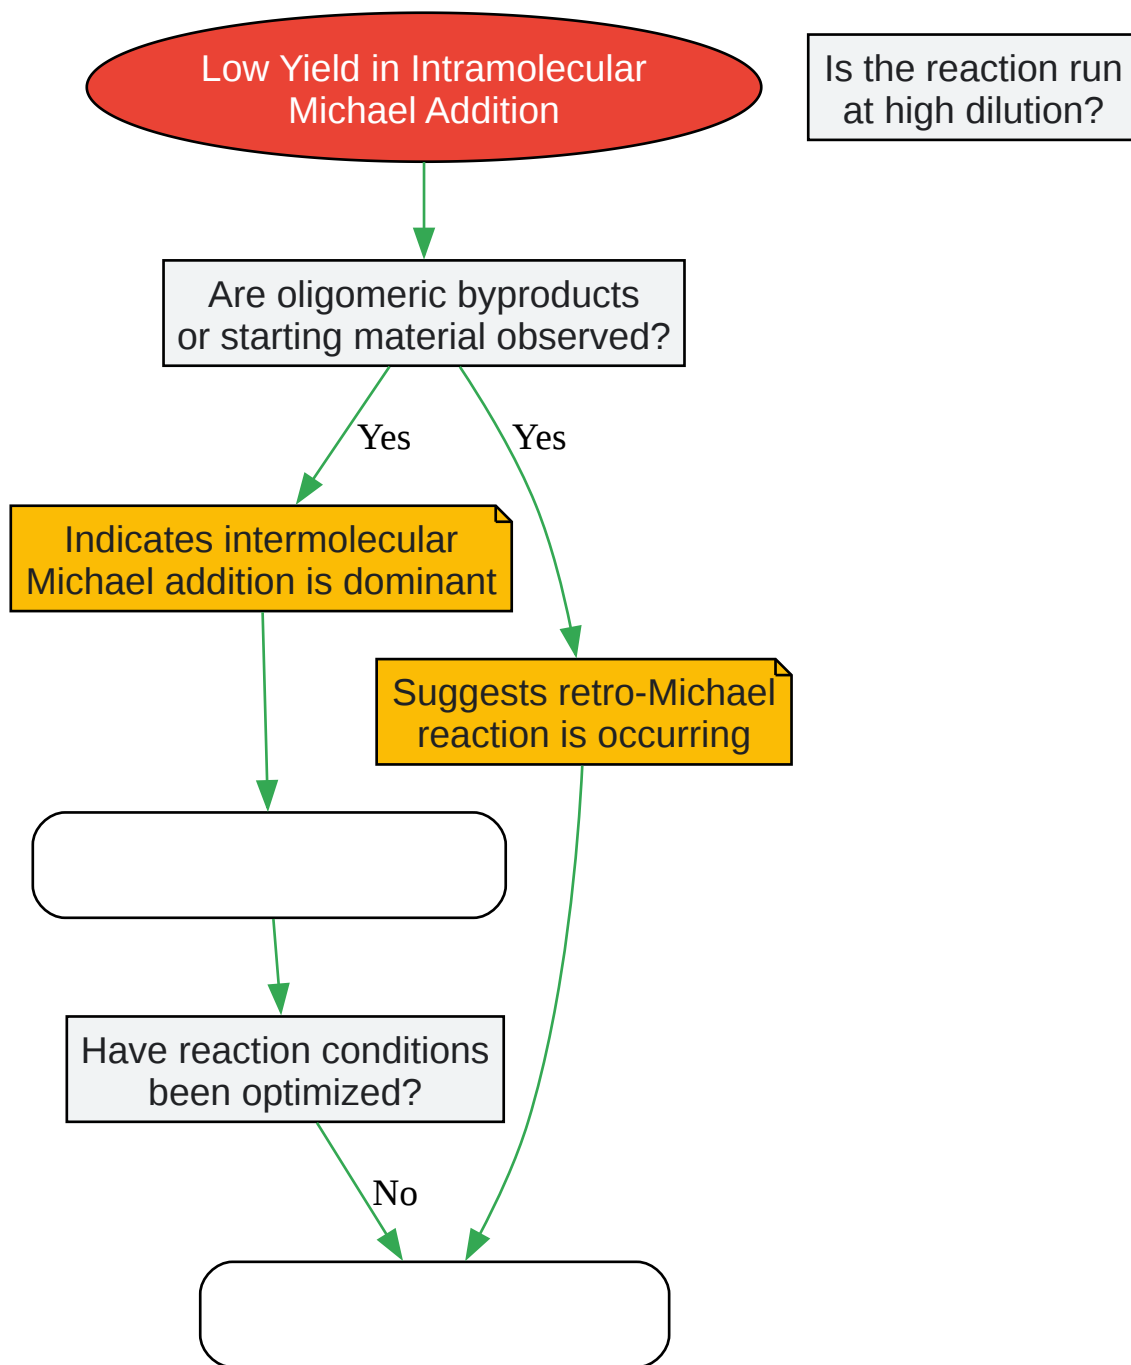 Low Yield in Intramolecular
Michael Addition
Is the reaction run
at high dilution?
Are oligomeric byproducts
or starting material observed?
Yes
Yes
Indicates intermolecular
Michael addition is dominant
Suggests retro-Michael
reaction is occurring
Have reaction conditions
been optimized?
No